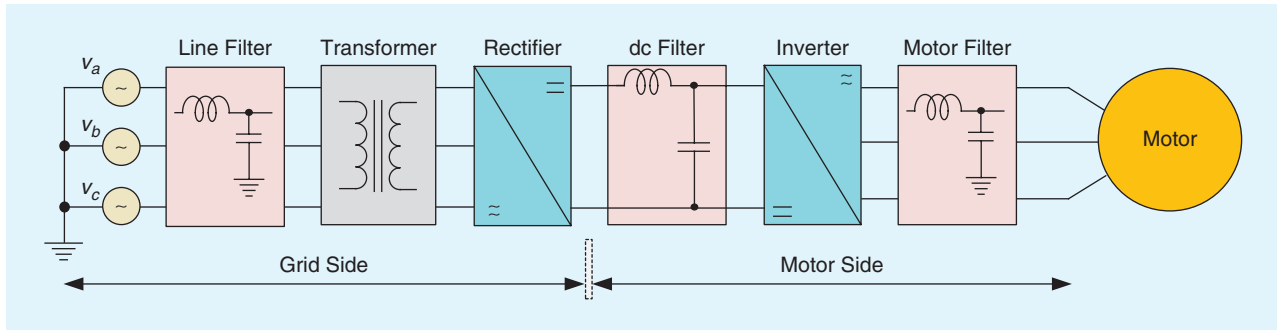 Line Filter
Transformer
Rectifier
dc Filter
Inverter
Motor Filter
va
vb
vc
Motor
Grid Side
Motor Side